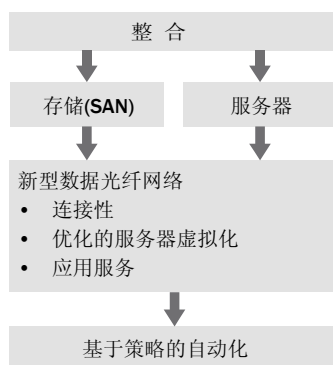 整 合
存储(SAN)
服务器
新型数据光纤网络
• 连接性
• 优化的服务器虚拟化
• 应用服务
基于策略的自动化